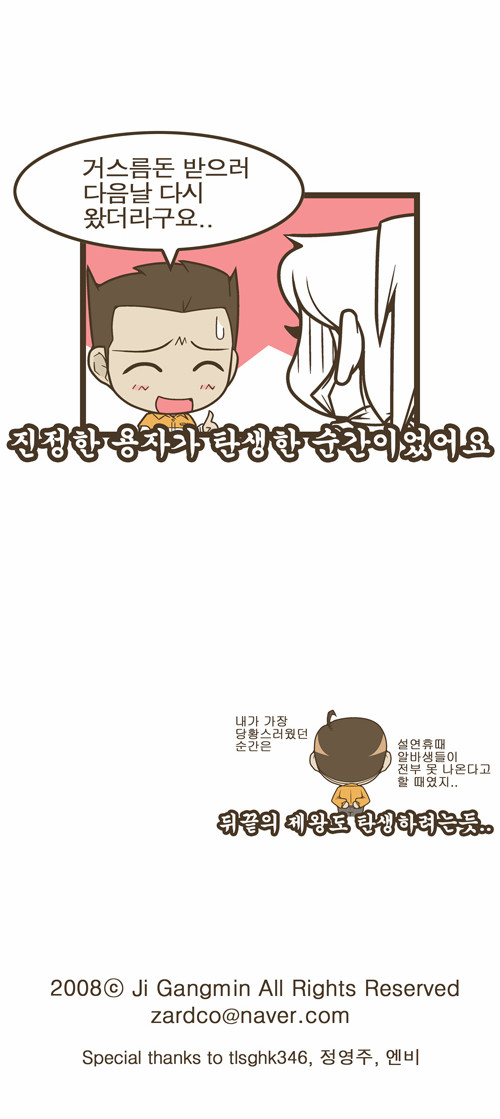 거스름돈 받으러
다음날 다시
왔더라구요..
진정한 용자가 탄생한 순간이었어요
내가 가장
당황스러웠던
순간은
설연휴때
알바생들이
전부 못 나온다고
할 때였지..
뒤끝의 제왕도 탄생하려는듯..
2008ⓒ Ji Gangmin All Rights Reserved
zardco@naver.com
Special thanks to tlsghk346, 정영주, 엔비